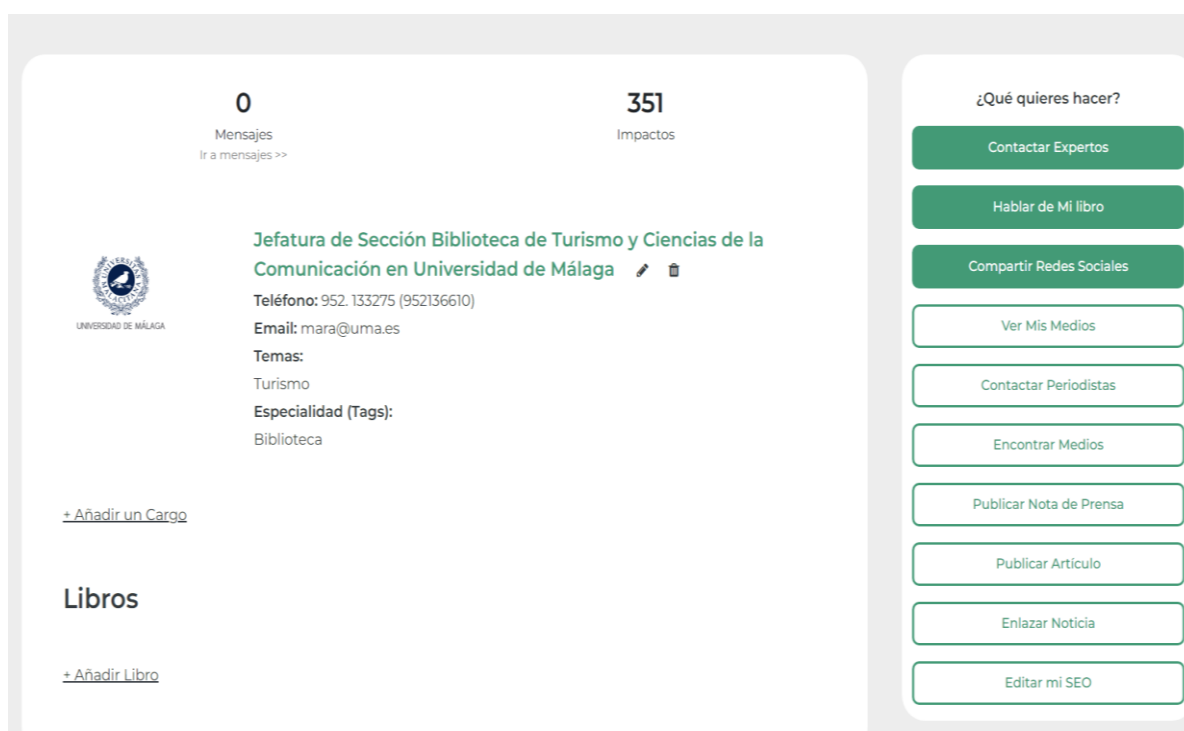 0
Mensajes
Ir a mensajes >>
351
Impactos
UNIVERSIDAD DE MÁLAGA
Jefatura de Sección Biblioteca de Turismo y Ciencias de la
Comunicación en Universidad de Málaga
Teléfono: 952. 133275 (952136610)
Email: mara@uma.es
Temas:
Turismo
Especialidad (Tags):
Biblioteca
+ Añadir un Cargo
Libros
+ Añadir Libro
¿Qué quieres hacer?
Contactar Expertos
Hablar de Mi libro
Compartir Redes Sociales
Ver Mis Medios
Contactar Periodistas
Encontrar Medios
Publicar Nota de Prensa
Publicar Artículo
Enlazar Noticia
Editar mi SEO